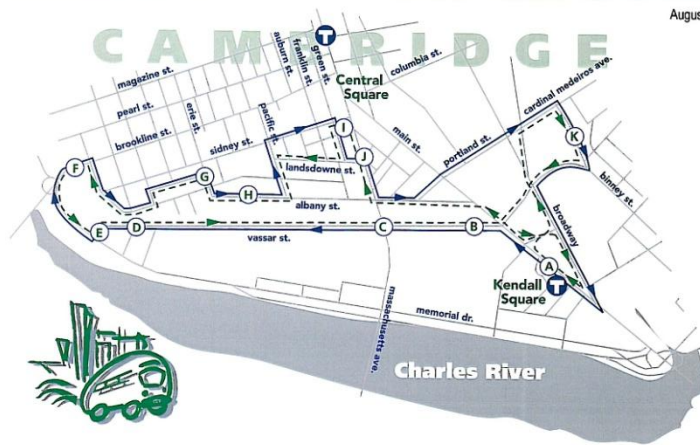 Augus
CAMBRIDGE
T
magazine st.
auburn st.
franklin st.
green st.
Central
Square
columbia st.
pearl st.
erie st.
pacific st.
brookline st.
sidney st.
main st.
portland st.
cardinal medeiros ave.
I
K
J
F
G
landsdowne st.
H
binney st.
albany st.
broadway
E
D
C
B
vassar st.
A
Kendall
Square
T
massachusetts ave.
memorial dr.
Charles River